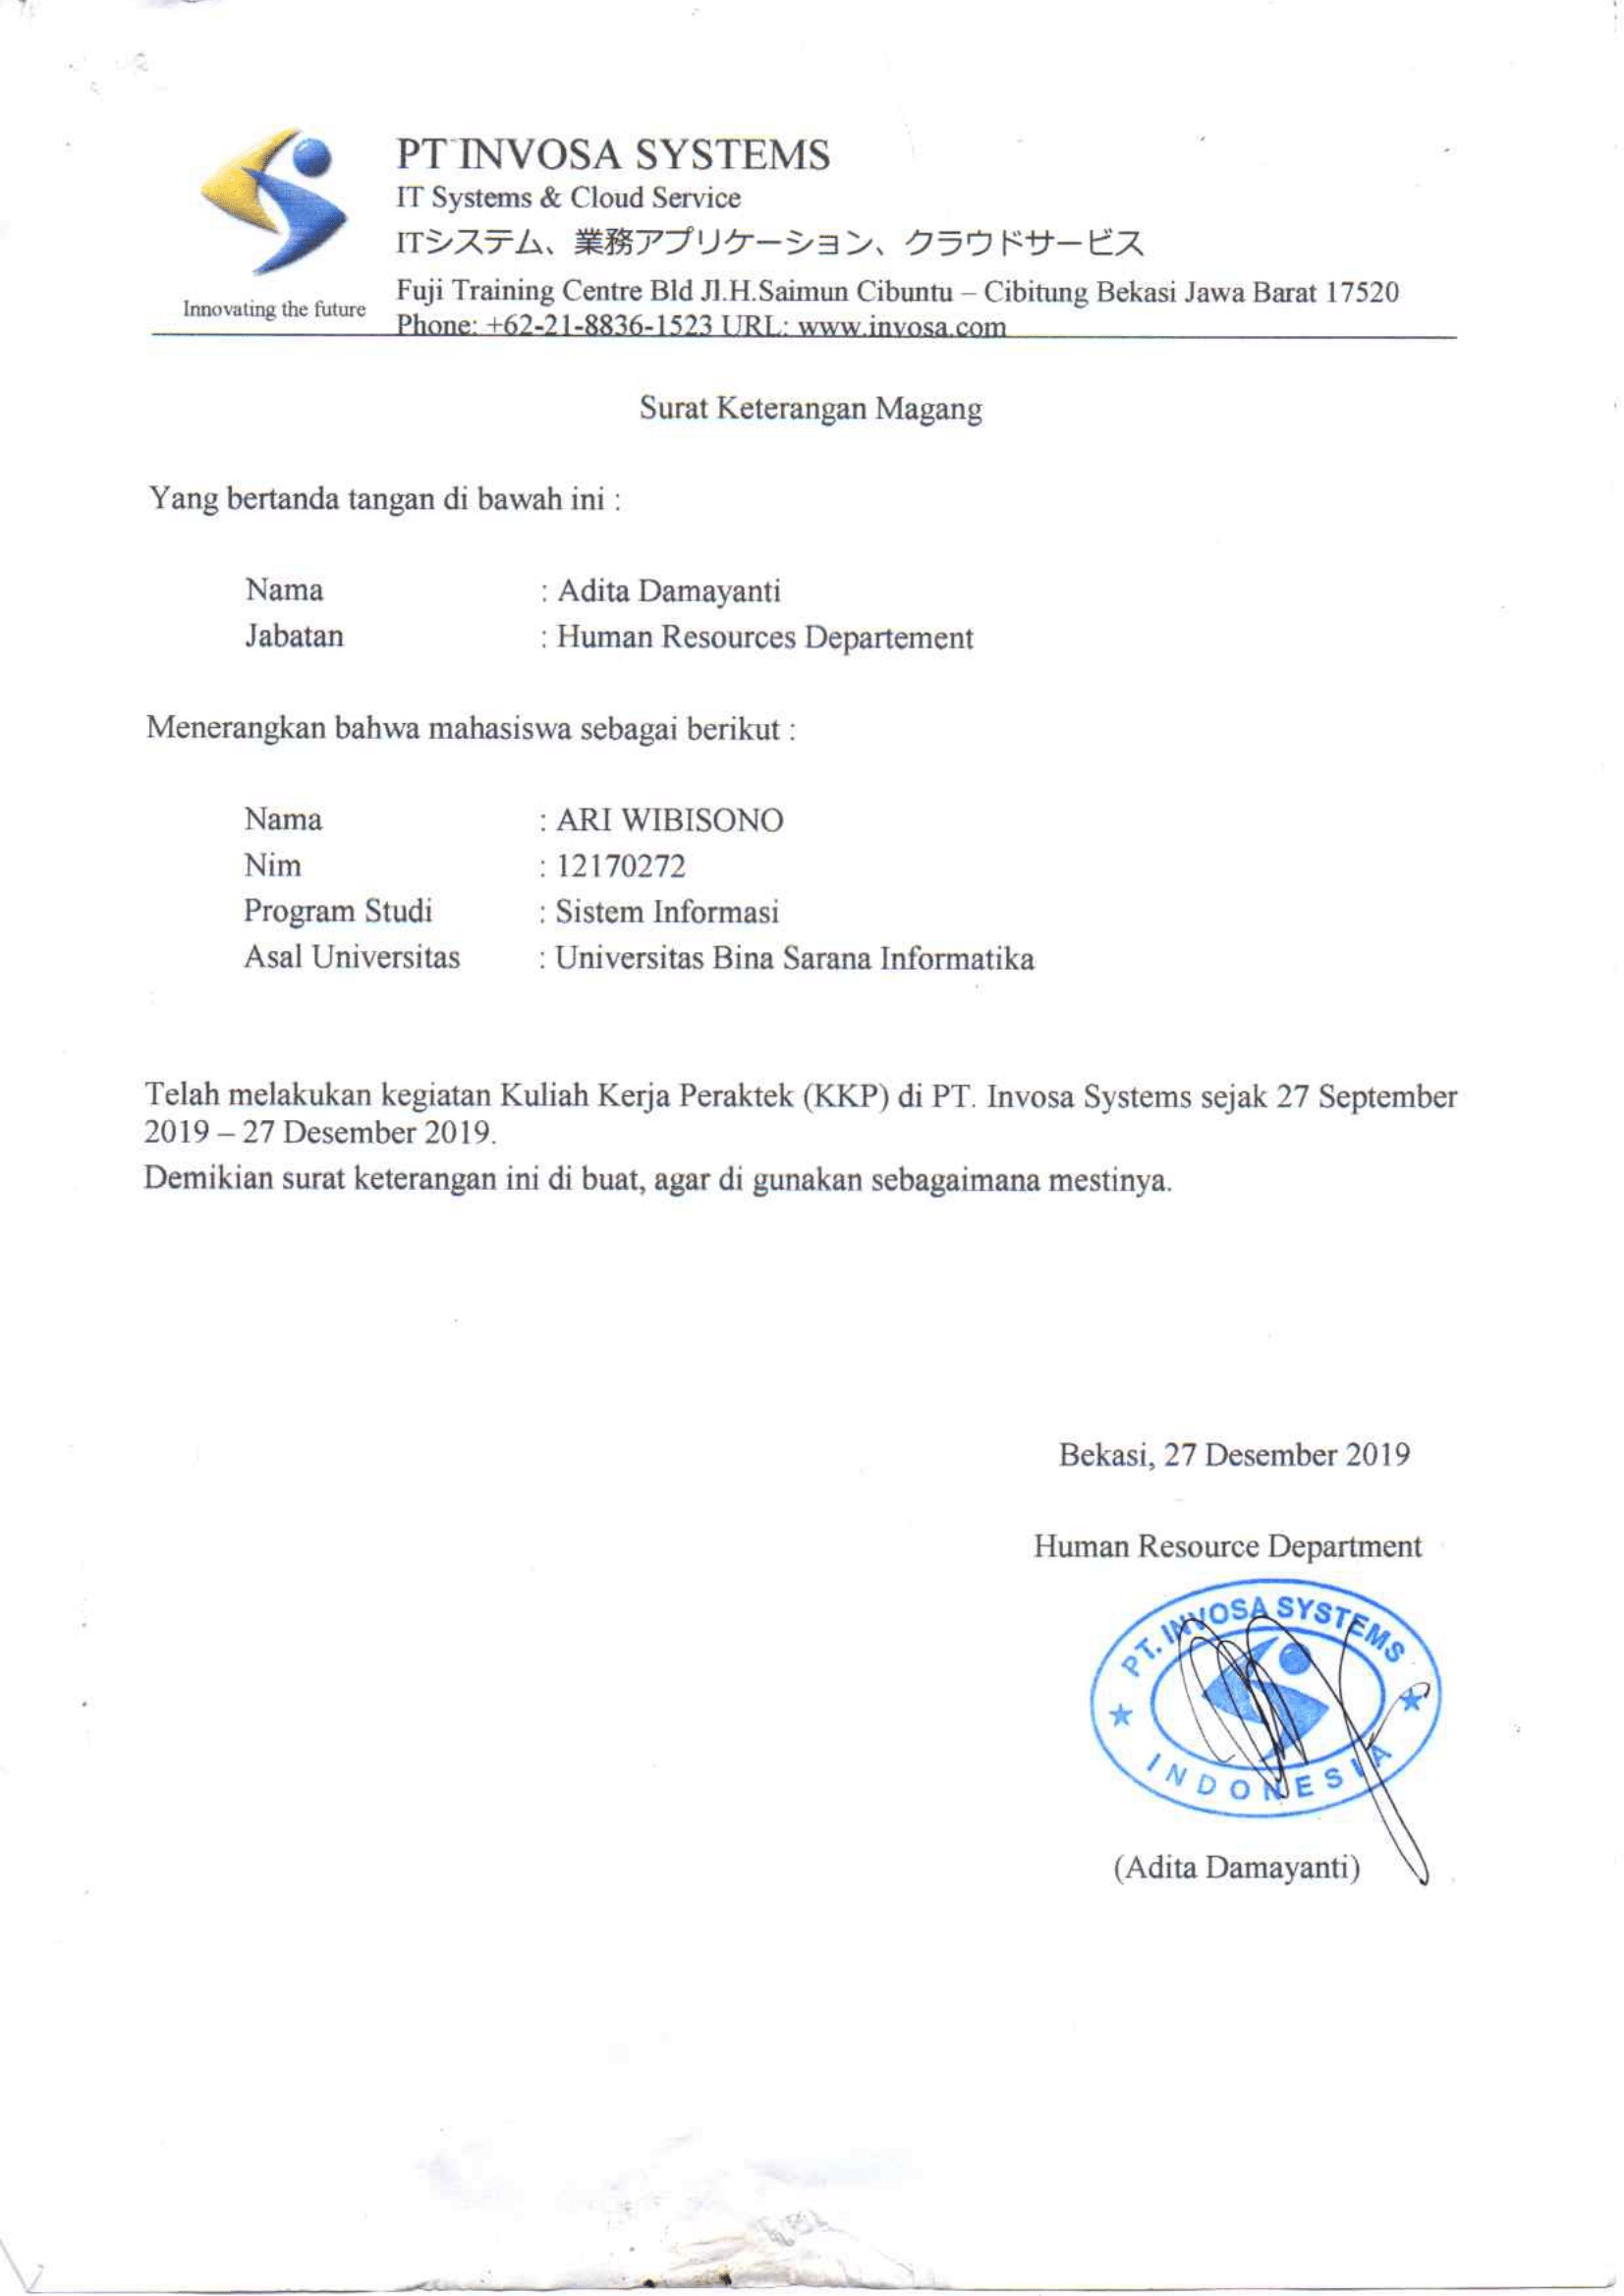 PT INVOSA SYSTEMS
IT Systems & Cloud Service
ITシステム、業務アプリケーション、クラウドサービス
Fuji Training Centre Bld Jl.H.Saimun Cibuntu – Cibitung Bekasi Jawa Barat 17520
Innovating the future
Phone: +62-21-8836-1523 URL: www.invosa.com
Surat Keterangan Magang
Yang bertanda tangan di bawah ini :
Nama : Adita Damayanti
Jabatan : Human Resources Departement
Menerangkan bahwa mahasiswa sebagai berikut :
Nama : ARI WIBISONO
Nim : 12170272
Program Studi : Sistem Informasi
Asal Universitas : Universitas Bina Sarana Informatika
Telah melakukan kegiatan Kuliah Kerja Peraktek (KKP) di PT. Invosa Systems sejak 27 September
2019 – 27 Desember 2019.
Demikian surat keterangan ini di buat, agar di gunakan sebagaimana mestinya.
Bekasi, 27 Desember 2019
Human Resource Department
PT. INVOSA SYSTEMS
INDONESIA
(Adita Damayanti)